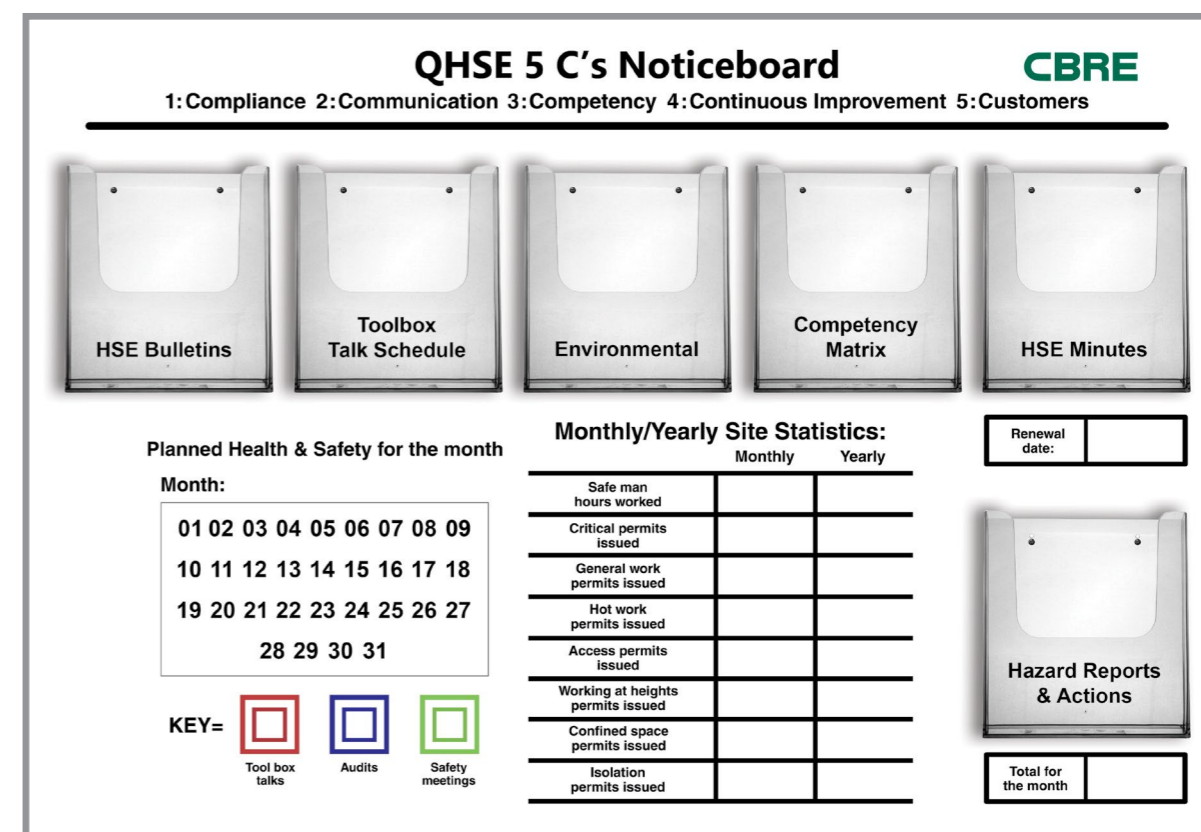 QHSE 5 C's Noticeboard
CBRE
1:Compliance 2:Communication 3:Competency 4:Continuous Improvement 5:Customers
HSE Bulletins
Toolbox
Talk Schedule
Environmental
Competency
Matrix
HSE Minutes
Planned Health & Safety for the month
Month:
01 02 03 04 05 06 07 08 09
10 11 12 13 14 15 16 17 18
19 20 21 22 23 24 25 26 27
28 29 30 31
KEY=
Tool box
talks
Audits
Safety
meetings
Monthly/Yearly Site Statistics:
Monthly Yearly
Safe man
hours worked
Critical permits
issued
General work
permits issued
Hot work
permits issued
Access permits
issued
Working at heights
permits issued
Confined space
permits issued
Isolation
permits issued
Renewal
date:
Hazard Reports
& Actions
Total for
the month